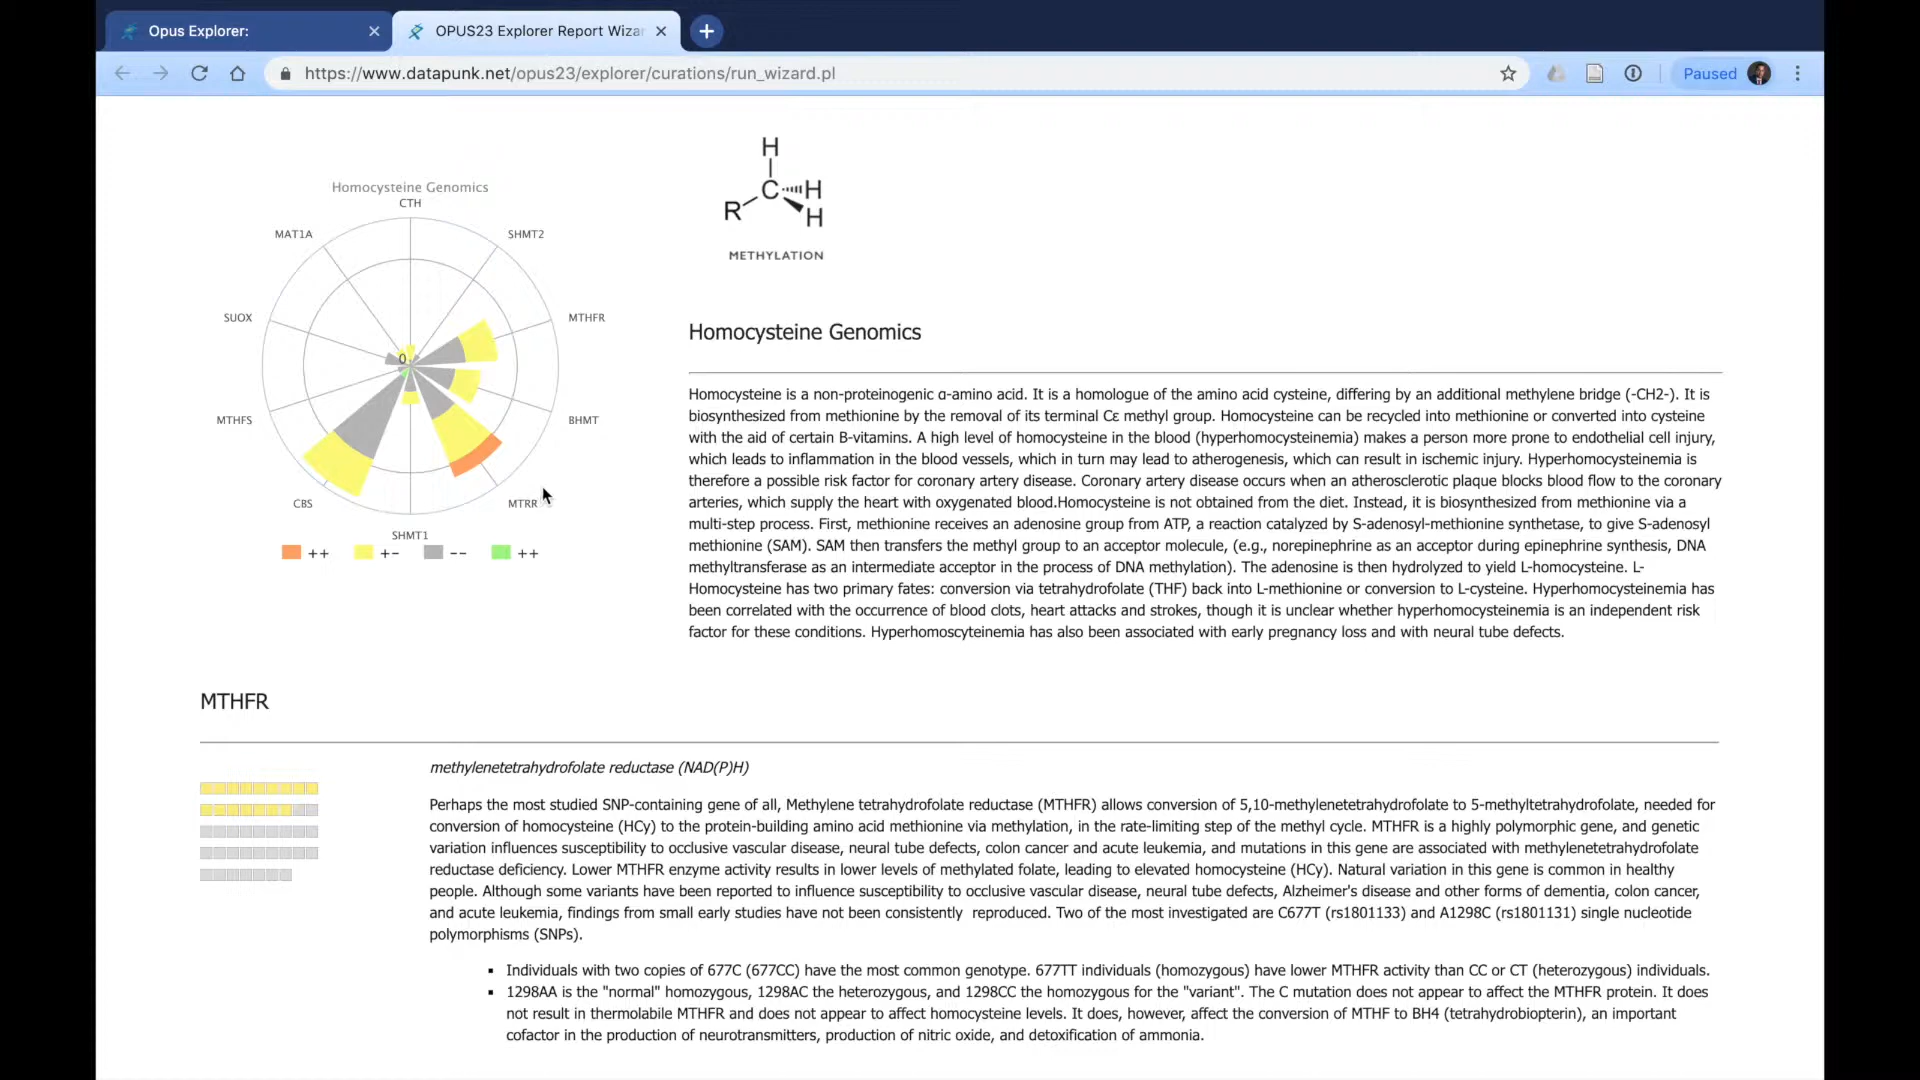 Opus Explorer:
OPUS23 Explorer Report Wizar
https://www.datapunk.net/opus23/explorer/curations/run_wizard.pl
Paused
Homocysteine Genomics
CTH
MAT1A
SHMT2
SUOX
MTHFR
0
MTHFS
BHMT
CBS
MTRR
SHMT1
++ +- -- ++
H
C H
R H
METHYLATION
Homocysteine Genomics
Homocysteine is a non-proteinogenic α-amino acid. It is a homologue of the amino acid cysteine, differing by an additional methylene bridge (-CH2-). It is
biosynthesized from methionine by the removal of its terminal Cε methyl group. Homocysteine can be recycled into methionine or converted into cysteine
with the aid of certain B-vitamins. A high level of homocysteine in the blood (hyperhomocysteinemia) makes a person more prone to endothelial cell injury,
which leads to inflammation in the blood vessels, which in turn may lead to atherogenesis, which can result in ischemic injury. Hyperhomocysteinemia is
therefore a possible risk factor for coronary artery disease. Coronary artery disease occurs when an atherosclerotic plaque blocks blood flow to the coronary
arteries, which supply the heart with oxygenated blood.Homocysteine is not obtained from the diet. Instead, it is biosynthesized from methionine via a
multi-step process. First, methionine receives an adenosine group from ATP, a reaction catalyzed by S-adenosyl-methionine synthetase, to give S-adenosyl
methionine (SAM). SAM then transfers the methyl group to an acceptor molecule, (e.g., norepinephrine as an acceptor during epinephrine synthesis, DNA
methyltransferase as an intermediate acceptor in the process of DNA methylation). The adenosine is then hydrolyzed to yield L-homocysteine. L-
Homocysteine has two primary fates: conversion via tetrahydrofolate (THF) back into L-methionine or conversion to L-cysteine. Hyperhomocysteinemia has
been correlated with the occurrence of blood clots, heart attacks and strokes, though it is unclear whether hyperhomocysteinemia is an independent risk
factor for these conditions. Hyperhomoscyteinemia has also been associated with early pregnancy loss and with neural tube defects.
MTHFR
methylenetetrahydrofolate reductase (NAD(P)H)
Perhaps the most studied SNP-containing gene of all, Methylene tetrahydrofolate reductase (MTHFR) allows conversion of 5,10-methylenetetrahydrofolate to 5-methyltetrahydrofolate, needed for
conversion of homocysteine (HCy) to the protein-building amino acid methionine via methylation, in the rate-limiting step of the methyl cycle. MTHFR is a highly polymorphic gene, and genetic
variation influences susceptibility to occlusive vascular disease, neural tube defects, colon cancer and acute leukemia, and mutations in this gene are associated with methylenetetrahydrofolate
reductase deficiency. Lower MTHFR enzyme activity results in lower levels of methylated folate, leading to elevated homocysteine (HCy). Natural variation in this gene is common in healthy
people. Although some variants have been reported to influence susceptibility to occlusive vascular disease, neural tube defects, Alzheimer's disease and other forms of dementia, colon cancer,
and acute leukemia, findings from small early studies have not been consistently reproduced. Two of the most investigated are C677T (rs1801133) and A1298C (rs1801131) single nucleotide
polymorphisms (SNPs).
▪ Individuals with two copies of 677C (677CC) have the most common genotype. 677TT individuals (homozygous) have lower MTHFR activity than CC or CT (heterozygous) individuals.
▪ 1298AA is the "normal" homozygous, 1298AC the heterozygous, and 1298CC the homozygous for the "variant". The C mutation does not appear to affect the MTHFR protein. It does
not result in thermolabile MTHFR and does not appear to affect homocysteine levels. It does, however, affect the conversion of MTHF to BH4 (tetrahydrobiopterin), an important
cofactor in the production of neurotransmitters, production of nitric oxide, and detoxification of ammonia.